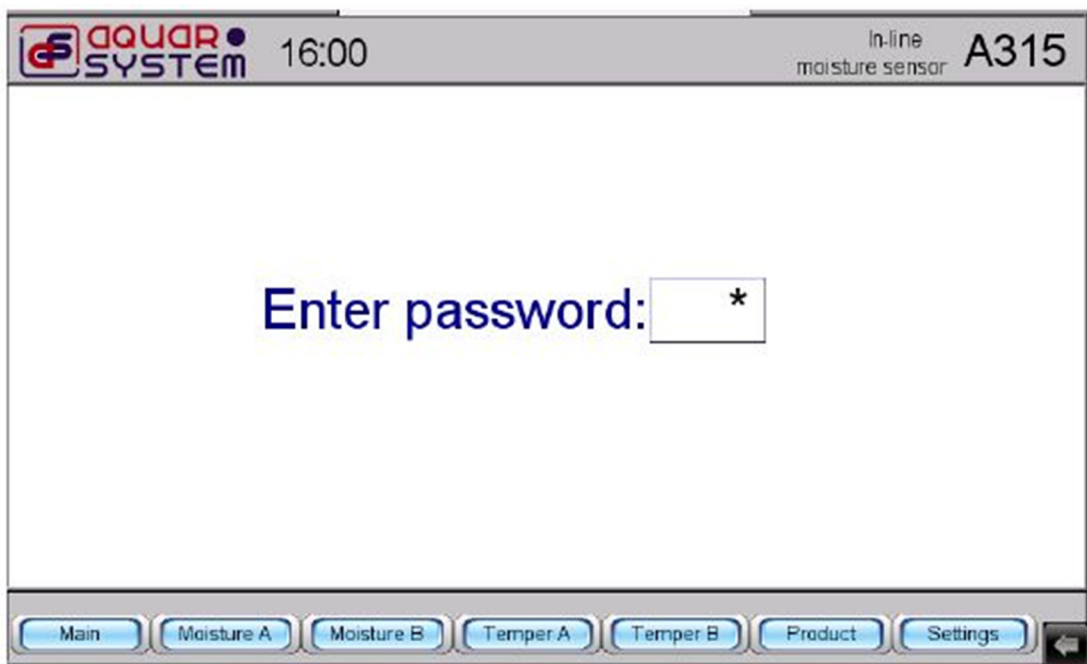 aquar system
16:00
In-line
moisture sensor
A315
Enter password: *
Main
Moisture A
Moisture B
Temper A
Temper B
Product
Settings